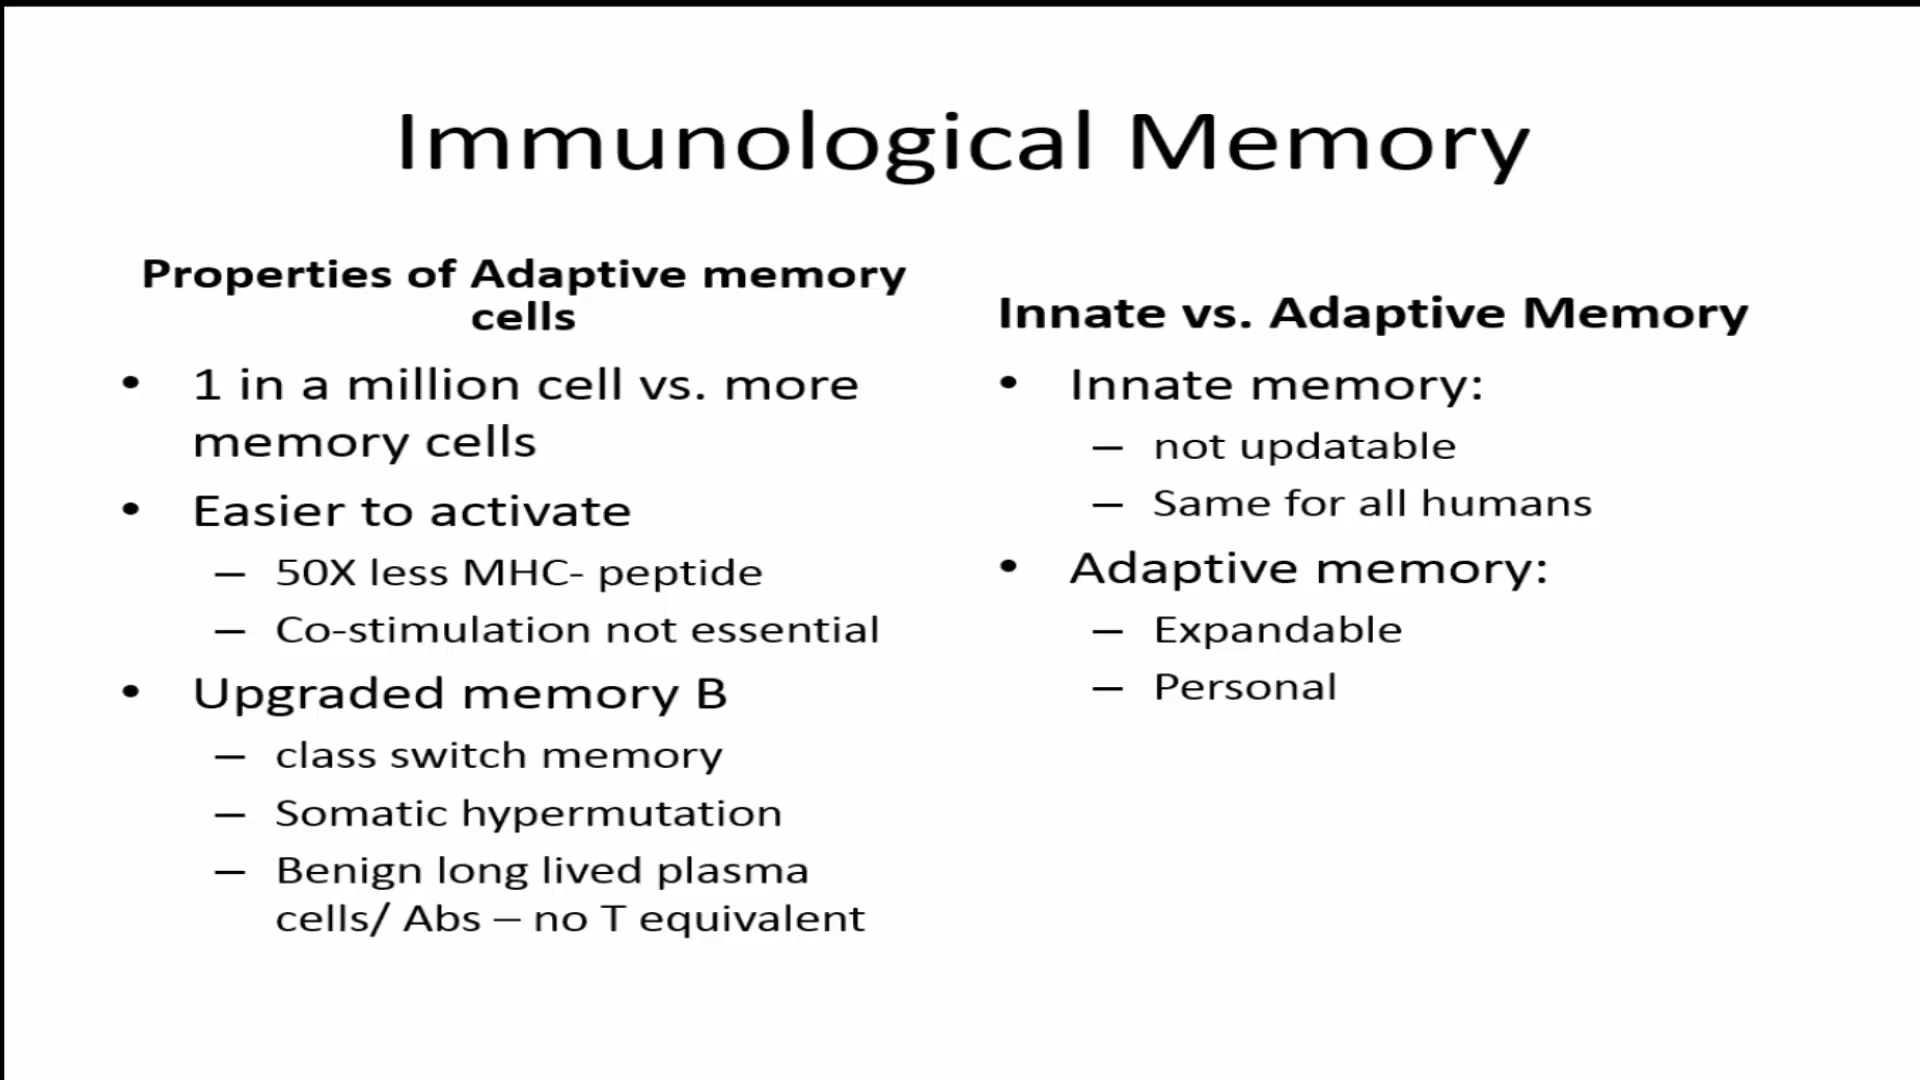 Immunological Memory
Properties of Adaptive memory
cells
• 1 in a million cell vs. more
memory cells
• Easier to activate
– 50X less MHC- peptide
– Co-stimulation not essential
• Upgraded memory B
– class switch memory
– Somatic hypermutation
– Benign long lived plasma
cells/ Abs – no T equivalent
Innate vs. Adaptive Memory
• Innate memory:
– not updatable
– Same for all humans
• Adaptive memory:
– Expandable
– Personal